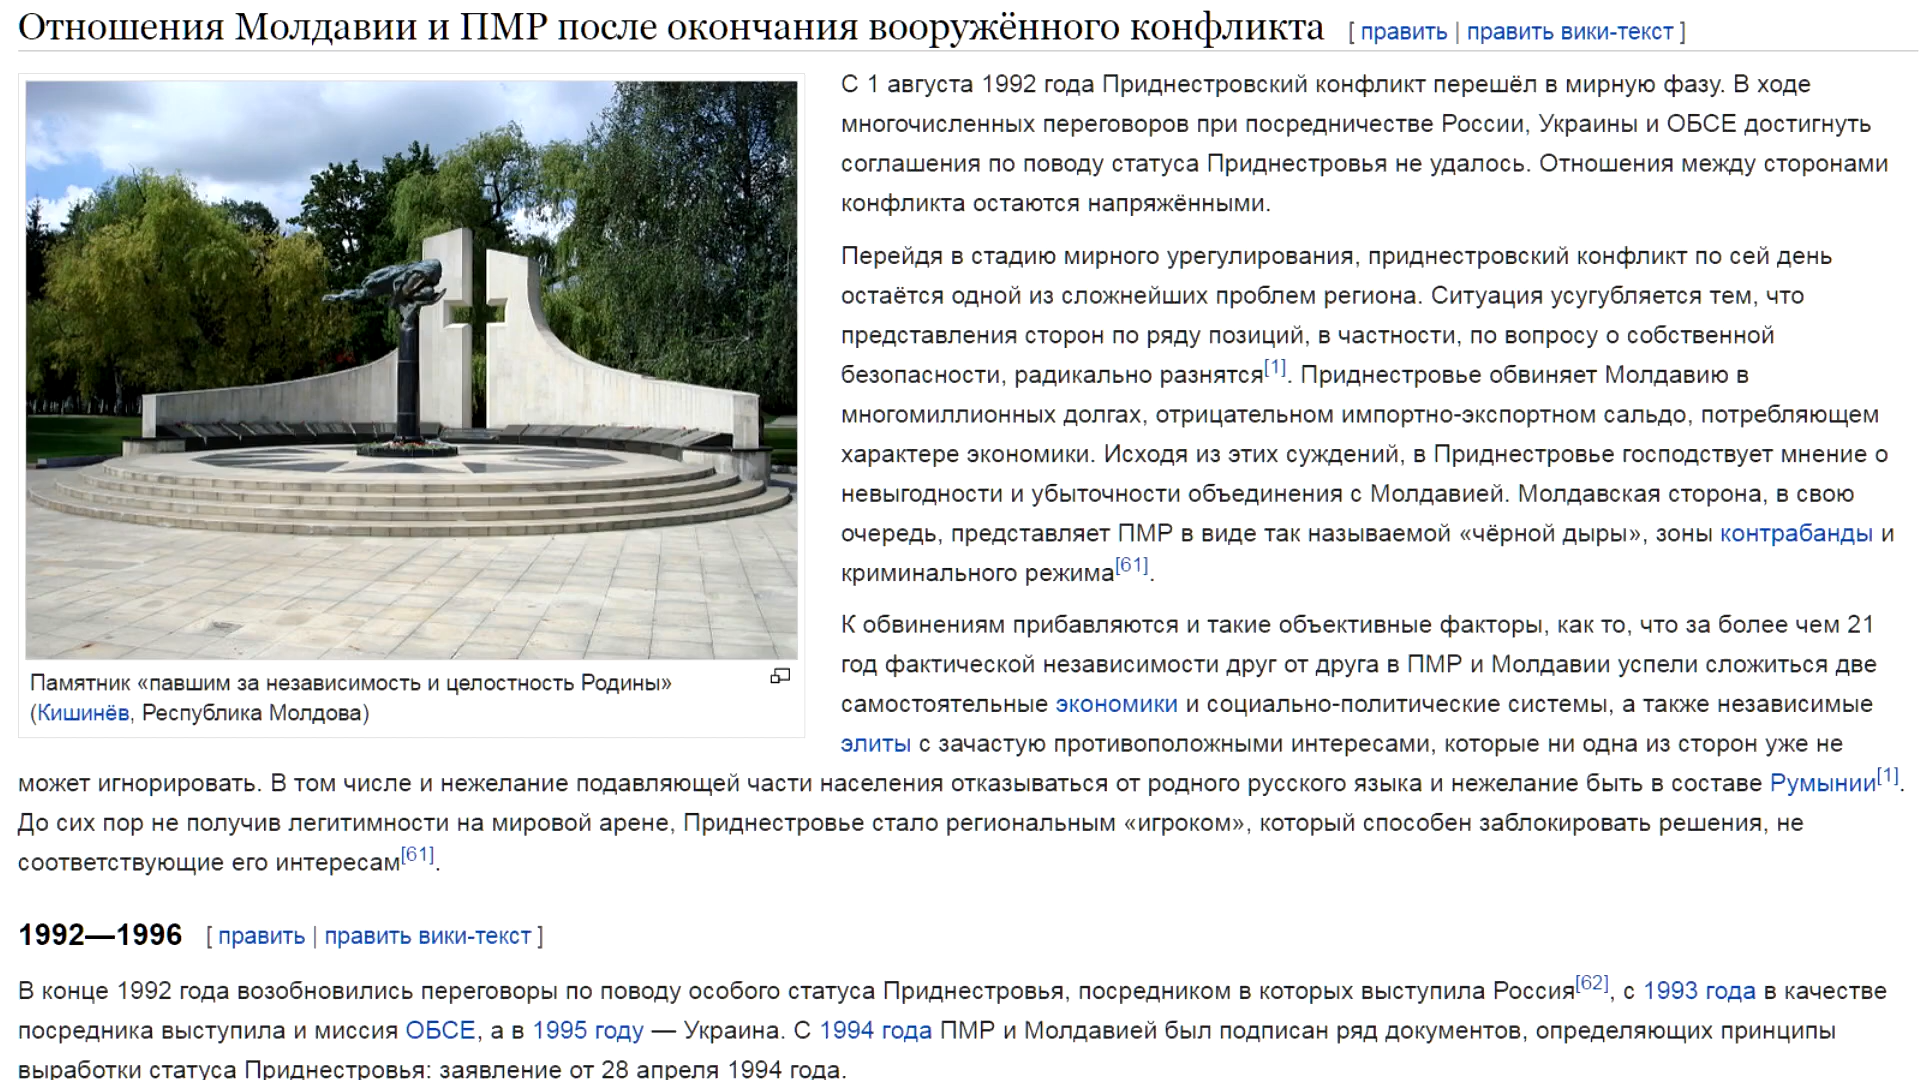 Отношения Молдавии и ПМР после окончания вооружённого конфликта [ править | править вики-текст ]
С 1 августа 1992 года Приднестровский конфликт перешёл в мирную фазу. В ходе
многочисленных переговоров при посредничестве России, Украины и ОБСЕ достигнуть
соглашения по поводу статуса Приднестровья не удалось. Отношения между сторонами
конфликта остаются напряжёнными.
Перейдя в стадию мирного урегулирования, приднестровский конфликт по сей день
остаётся одной из сложнейших проблем региона. Ситуация усугубляется тем, что
представления сторон по ряду позиций, в частности, по вопросу о собственной
безопасности, радикально разнятся[1]. Приднестровье обвиняет Молдавию в
многомиллионных долгах, отрицательном импортно-экспортном сальдо, потребляющем
характере экономики. Исходя из этих суждений, в Приднестровье господствует мнение о
невыгодности и убыточности объединения с Молдавией. Молдавская сторона, в свою
очередь, представляет ПМР в виде так называемой «чёрной дыры», зоны контрабанды и
криминального режима[61].
Памятник «павшим за независимость и целостность Родины»
(Кишинёв, Республика Молдова)
К обвинениям прибавляются и такие объективные факторы, как то, что за более чем 21
год фактической независимости друг от друга в ПМР и Молдавии успели сложиться две
самостоятельные экономики и социально-политические системы, а также независимые
элиты с зачастую противоположными интересами, которые ни одна из сторон уже не
может игнорировать. В том числе и нежелание подавляющей части населения отказываться от родного русского языка и нежелание быть в составе Румынии[1].
До сих пор не получив легитимности на мировой арене, Приднестровье стало региональным «игроком», который способен заблокировать решения, не
соответствующие его интересам[61].
1992—1996 [ править | править вики-текст ]
В конце 1992 года возобновились переговоры по поводу особого статуса Приднестровья, посредником в которых выступила Россия[62], с 1993 года в качестве
посредника выступила и миссия ОБСЕ, а в 1995 году — Украина. С 1994 года ПМР и Молдавией был подписан ряд документов, определяющих принципы
выработки статуса Приднестровья: заявление от 28 апреля 1994 года.